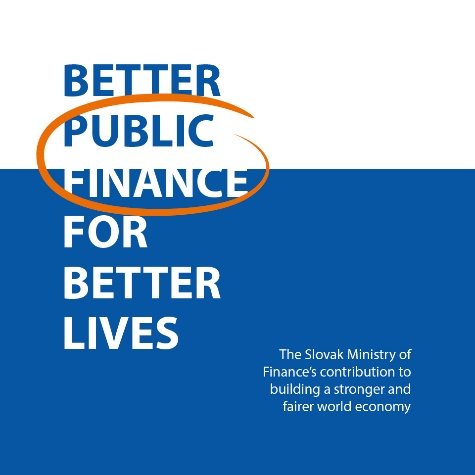 BETTER
PUBLIC
FINANCE
FOR
BETTER
LIVES
The Slovak Ministry of
Finance's contribution to
building a stronger and
fairer world economy